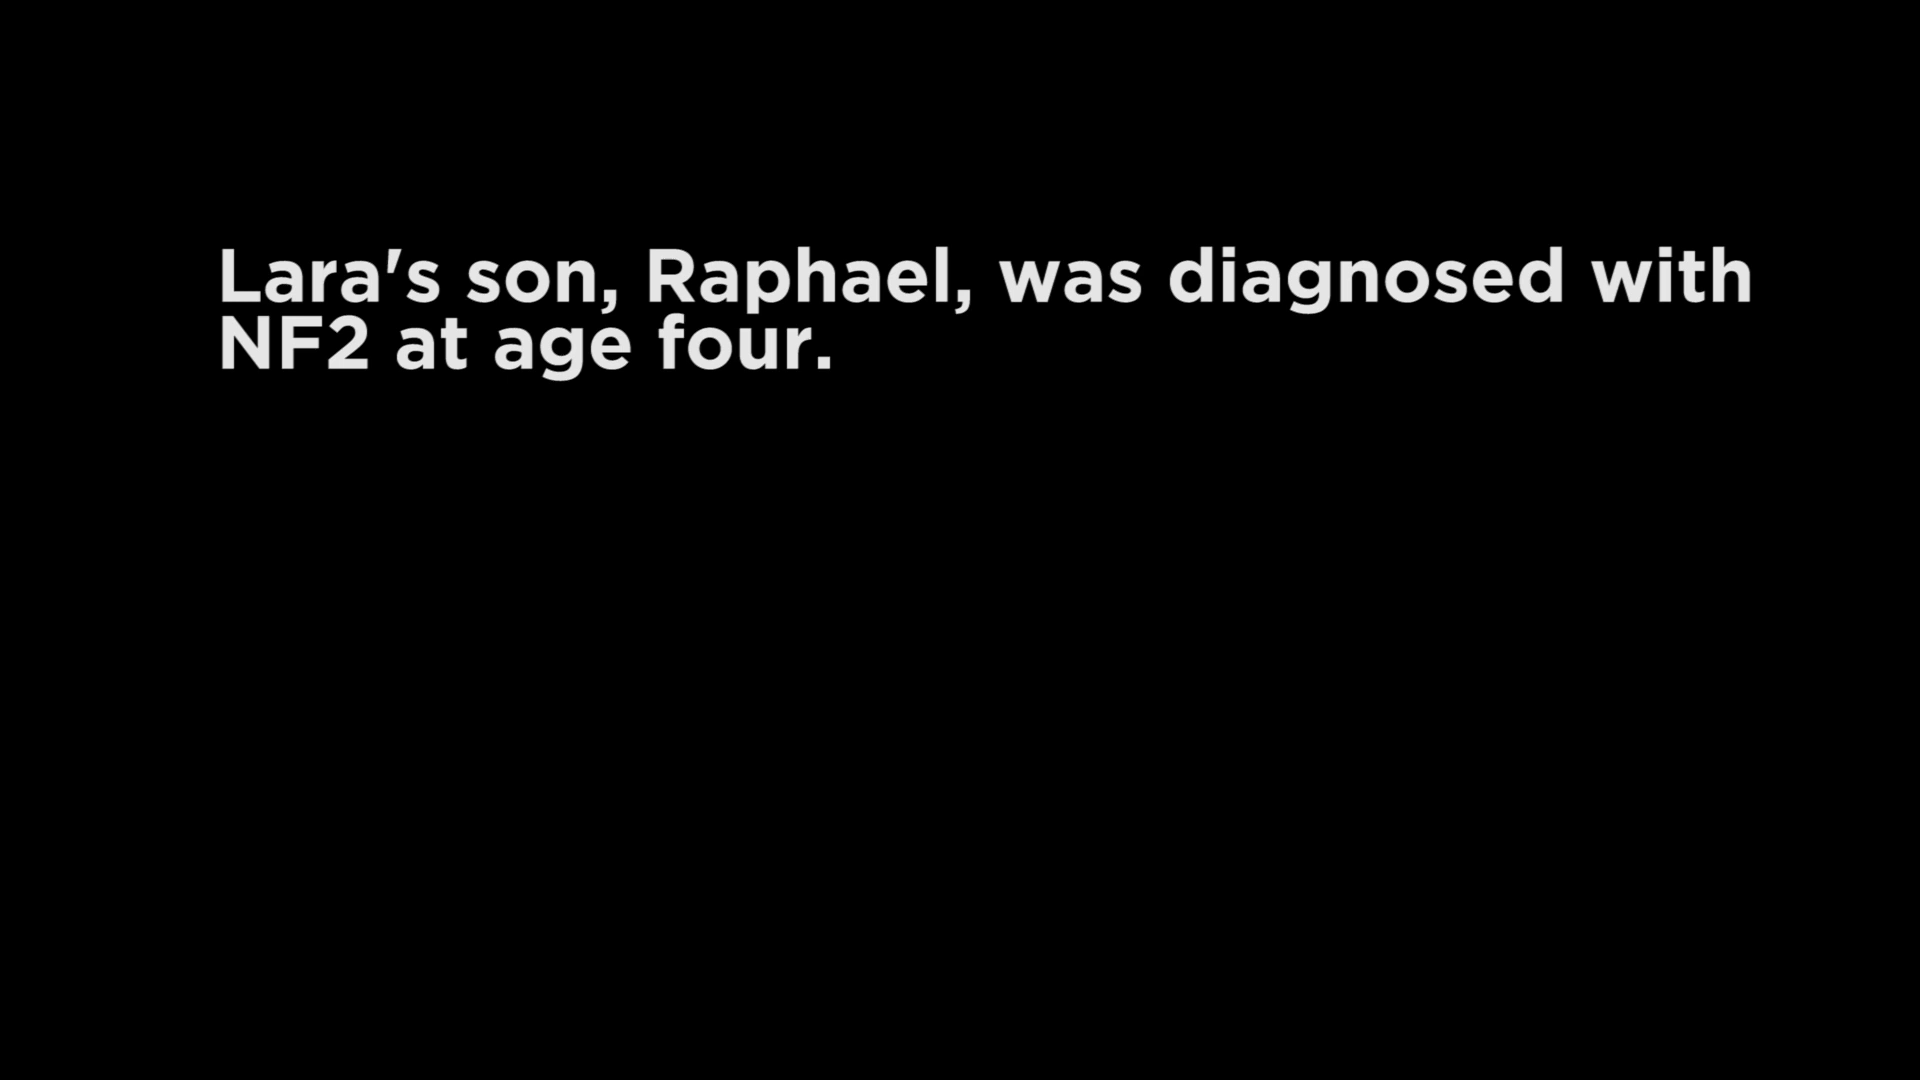 Lara's son, Raphael, was diagnosed with
NF2 at age four.